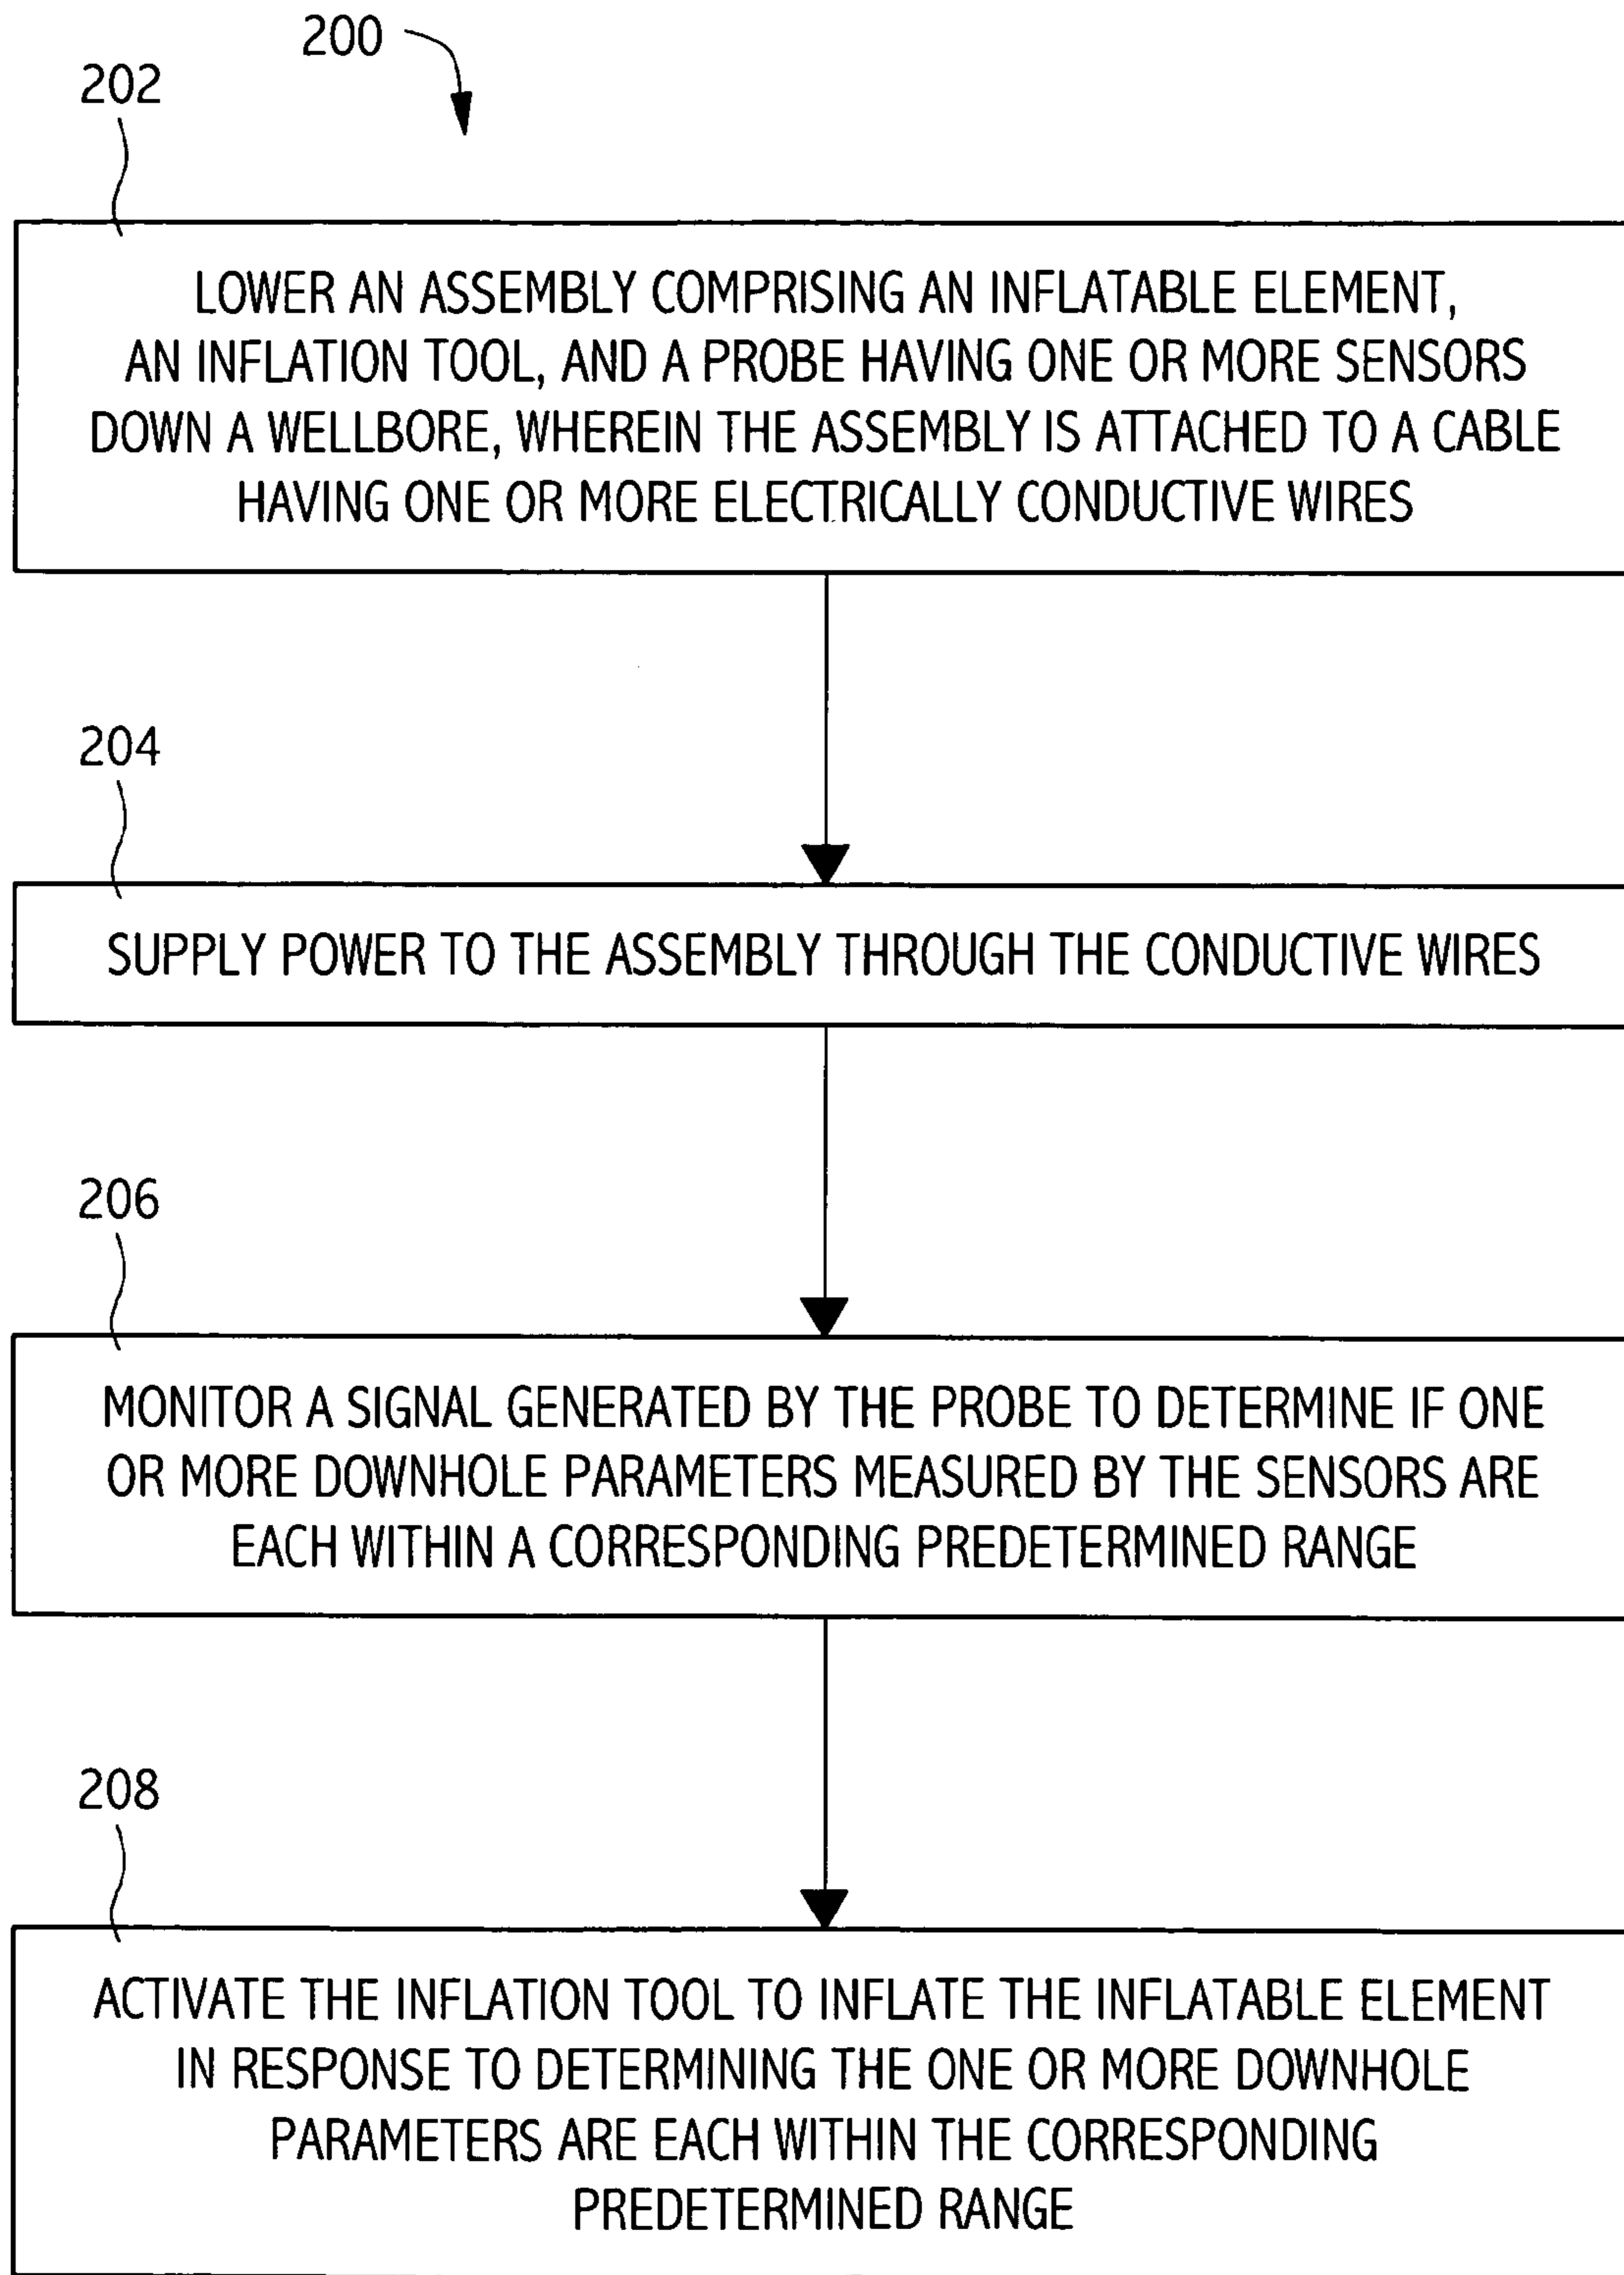 200
202
LOWER AN ASSEMBLY COMPRISING AN INFLATABLE ELEMENT,
AN INFLATION TOOL, AND A PROBE HAVING ONE OR MORE SENSORS
DOWN A WELLBORE, WHEREIN THE ASSEMBLY IS ATTACHED TO A CABLE
HAVING ONE OR MORE ELECTRICALLY CONDUCTIVE WIRES
204
SUPPLY POWER TO THE ASSEMBLY THROUGH THE CONDUCTIVE WIRES
206
MONITOR A SIGNAL GENERATED BY THE PROBE TO DETERMINE IF ONE
OR MORE DOWNHOLE PARAMETERS MEASURED BY THE SENSORS ARE
EACH WITHIN A CORRESPONDING PREDETERMINED RANGE
208
ACTIVATE THE INFLATION TOOL TO INFLATE THE INFLATABLE ELEMENT
IN RESPONSE TO DETERMINING THE ONE OR MORE DOWNHOLE
PARAMETERS ARE EACH WITHIN THE CORRESPONDING
PREDETERMINED RANGE